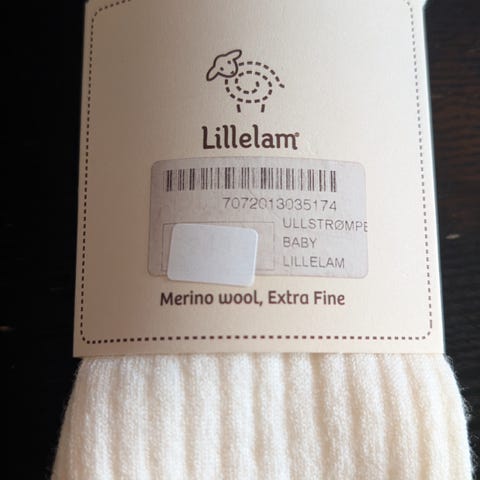 Lillelam®
7072013035174
ULLSTRØMPE
BABY
LILLELAM
Merino wool, Extra Fine